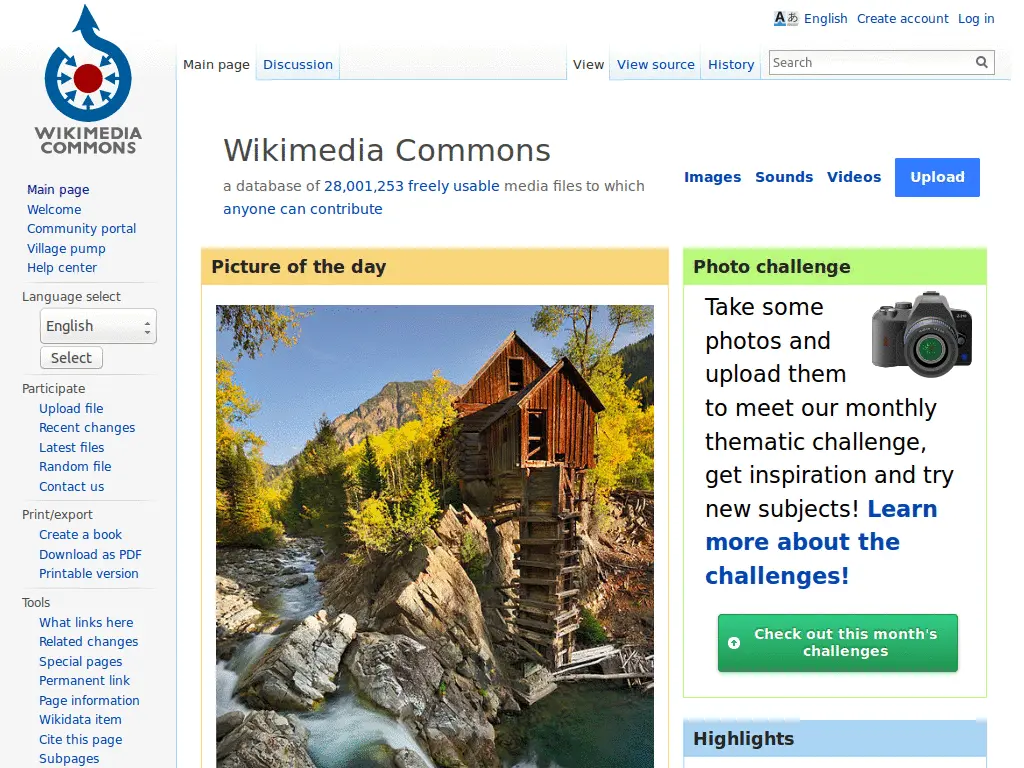 English Create account Log in
Main page Discussion View View source History Search
WIKIMEDIA
COMMONS
Main page
Welcome
Community portal
Village pump
Help center
Language select
English
Select
Participate
Upload file
Recent changes
Latest files
Random file
Contact us
Print/export
Create a book
Download as PDF
Printable version
Tools
What links here
Related changes
Special pages
Permanent link
Page information
Wikidata item
Cite this page
Subpages
Wikimedia Commons
a database of 28,001,253 freely usable media files to which
anyone can contribute
Images Sounds Videos Upload
Picture of the day
Photo challenge
Take some
photos and
upload them
to meet our monthly
thematic challenge,
get inspiration and try
new subjects! Learn
more about the
challenges!
Check out this month's
challenges
Highlights